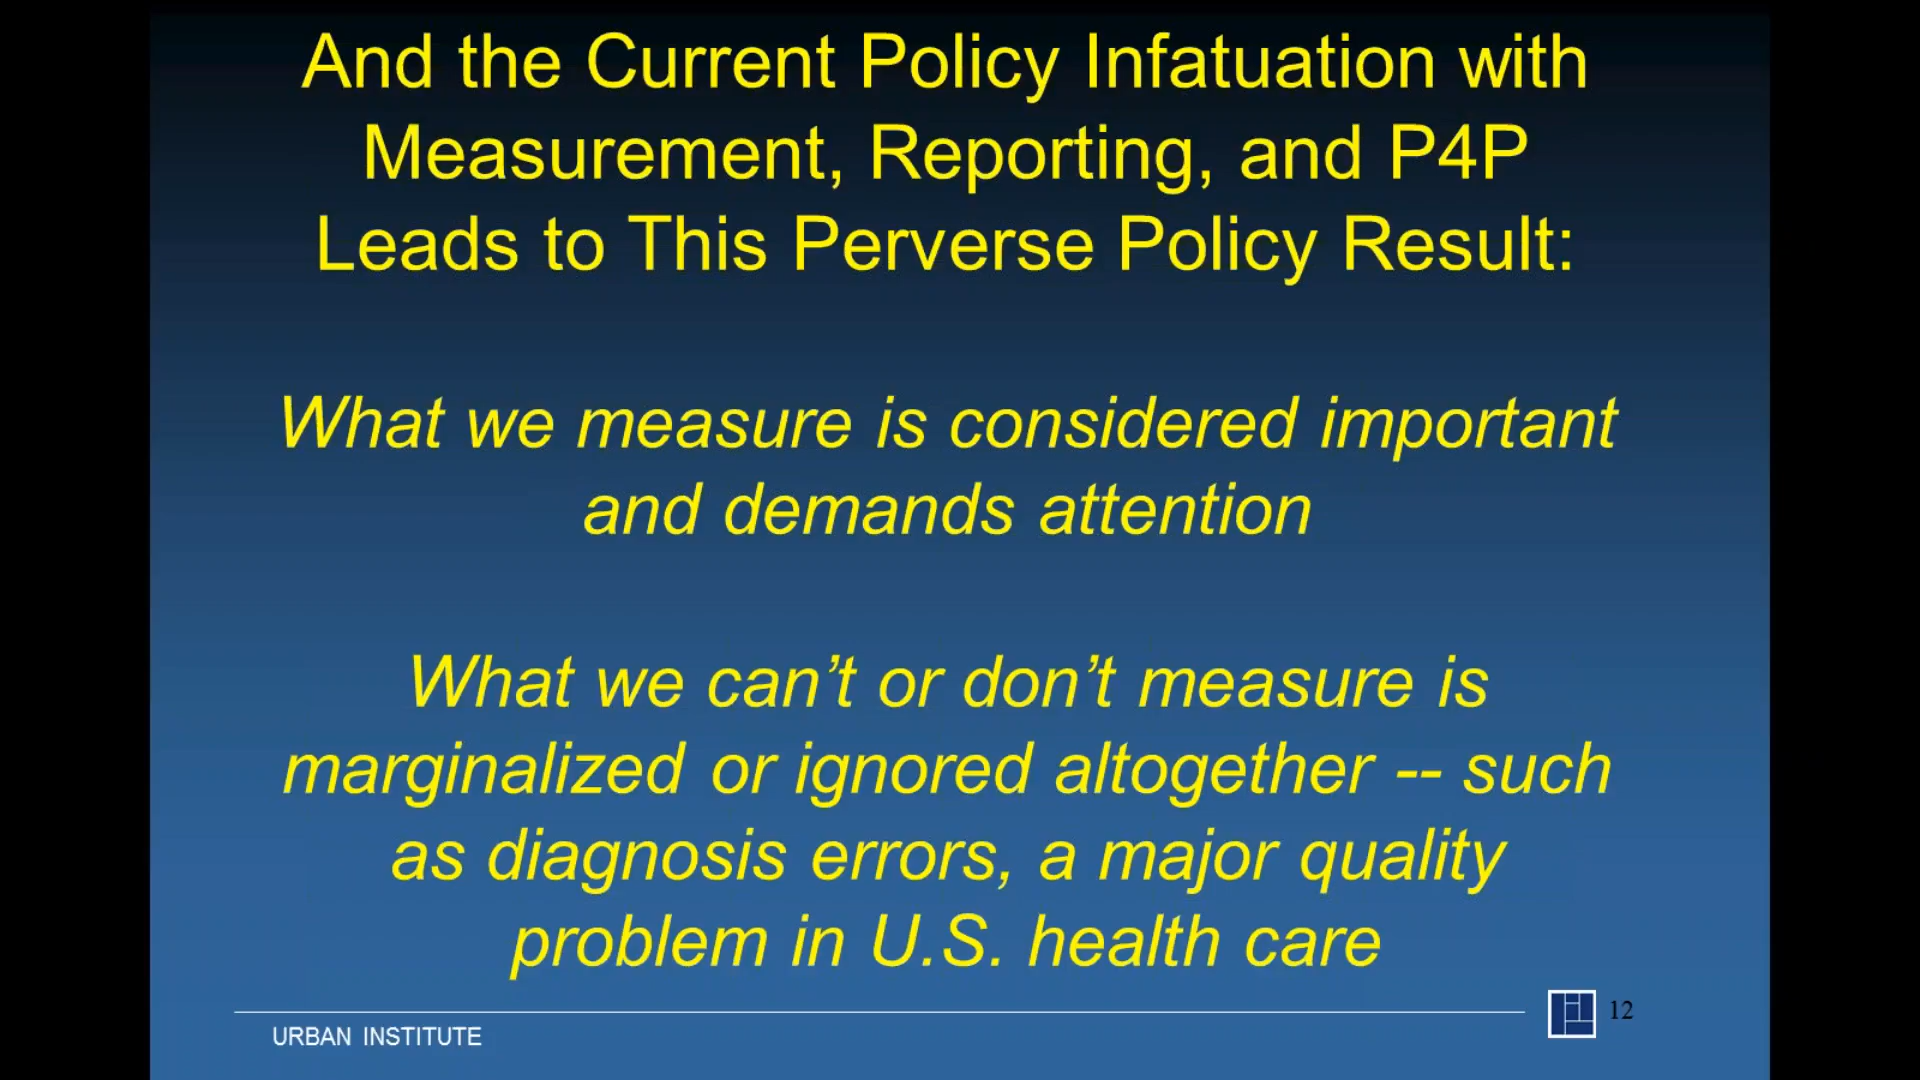 And the Current Policy Infatuation with
Measurement, Reporting, and P4P
Leads to This Perverse Policy Result:
What we measure is considered important
and demands attention
What we can’t or don’t measure is
marginalized or ignored altogether -- such
as diagnosis errors, a major quality
problem in U.S. health care
12
URBAN INSTITUTE